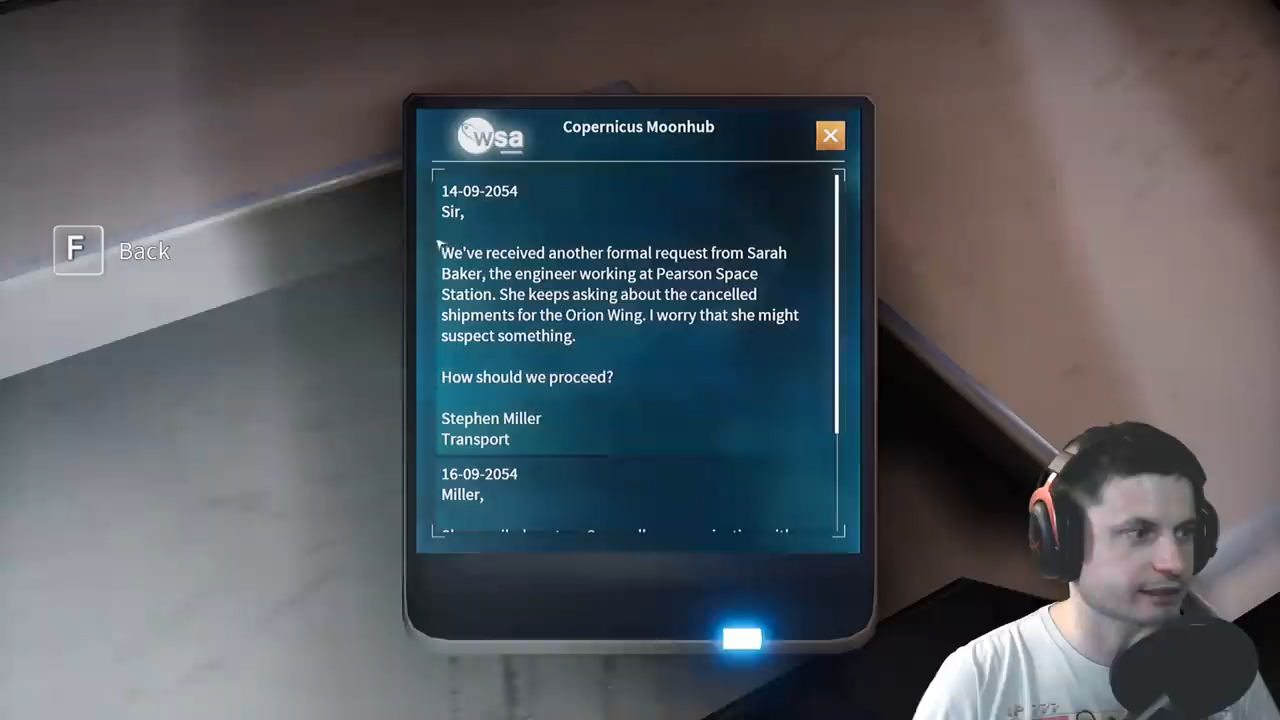 wsa
Copernicus Moonhub
14-09-2054
Sir,
We've received another formal request from Sarah
Baker, the engineer working at Pearson Space
Station. She keeps asking about the cancelled
shipments for the Orion Wing. I worry that she might
suspect something.
How should we proceed?
Stephen Miller
Transport
16-09-2054
Miller,
F Back